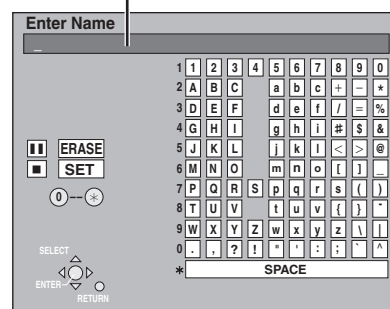 Enter Name
_
1 1 2 3 4 5 6 7 8 9 0
2 A B C a b c + − *
3 D E F d e f / = %
4 G H I g h i # $ &
5 J K L j k l < > @
6 M N O m n o [ ] _
7 P Q R S p q r s ( )
8 T U V t u v { } ¯
9 W X Y Z w x y z \ |
0 . , ? ! " ' : ; ` ^
* SPACE
ERASE
SET
0 -- *
SELECT
ENTER
RETURN